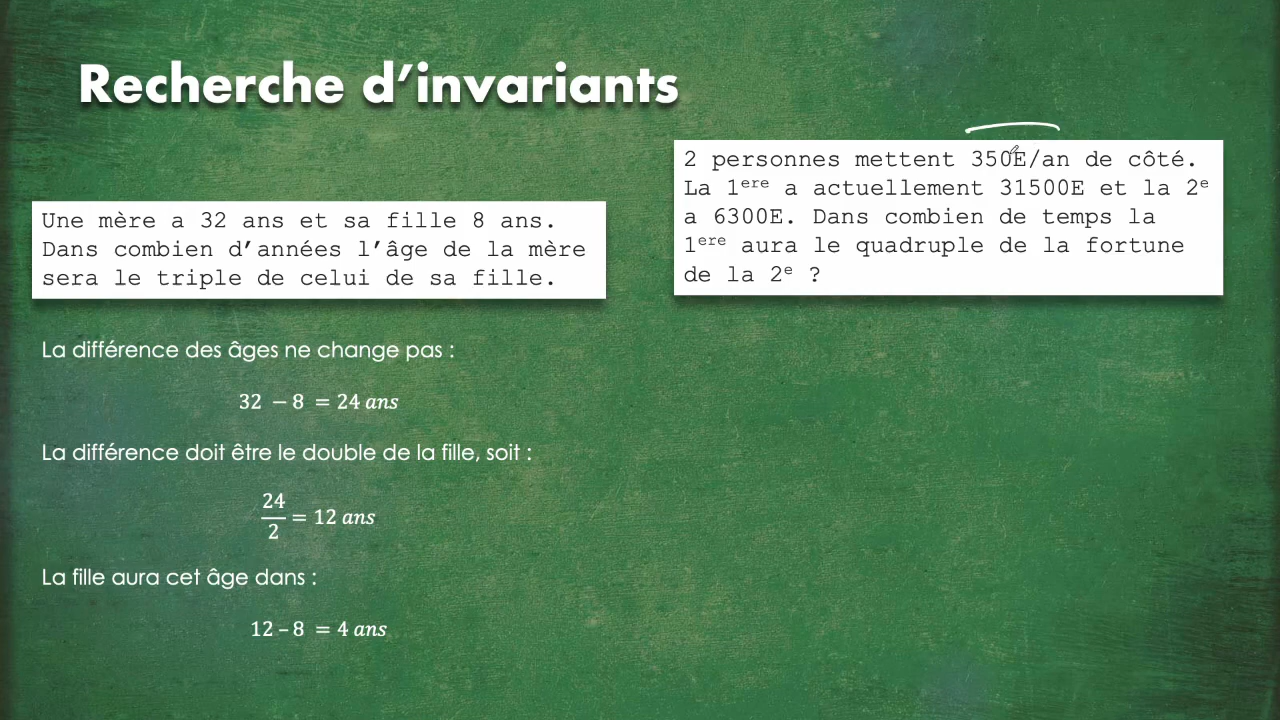 Recherche d’invariants
Une mère a 32 ans et sa fille 8 ans.
Dans combien d’années l’âge de la mère
sera le triple de celui de sa fille.
La différence des âges ne change pas :
32 – 8 = 24 ans
La différence doit être le double de la fille, soit :
24/2 = 12 ans
La fille aura cet âge dans :
12 – 8 = 4 ans
2 personnes mettent 350E/an de côté.
La 1ere a actuellement 31500E et la 2e
a 6300E. Dans combien de temps la
1ere aura le quadruple de la fortune
de la 2e ?